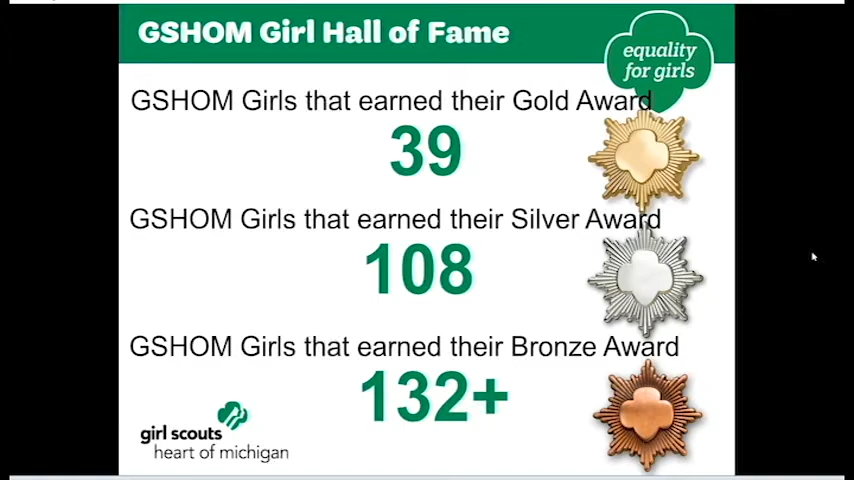 GSHOM Girl Hall of Fame
equality
for girls
GSHOM Girls that earned their Gold Award
39
GSHOM Girls that earned their Silver Award
108
GSHOM Girls that earned their Bronze Award
132+
girl scouts
heart of michigan